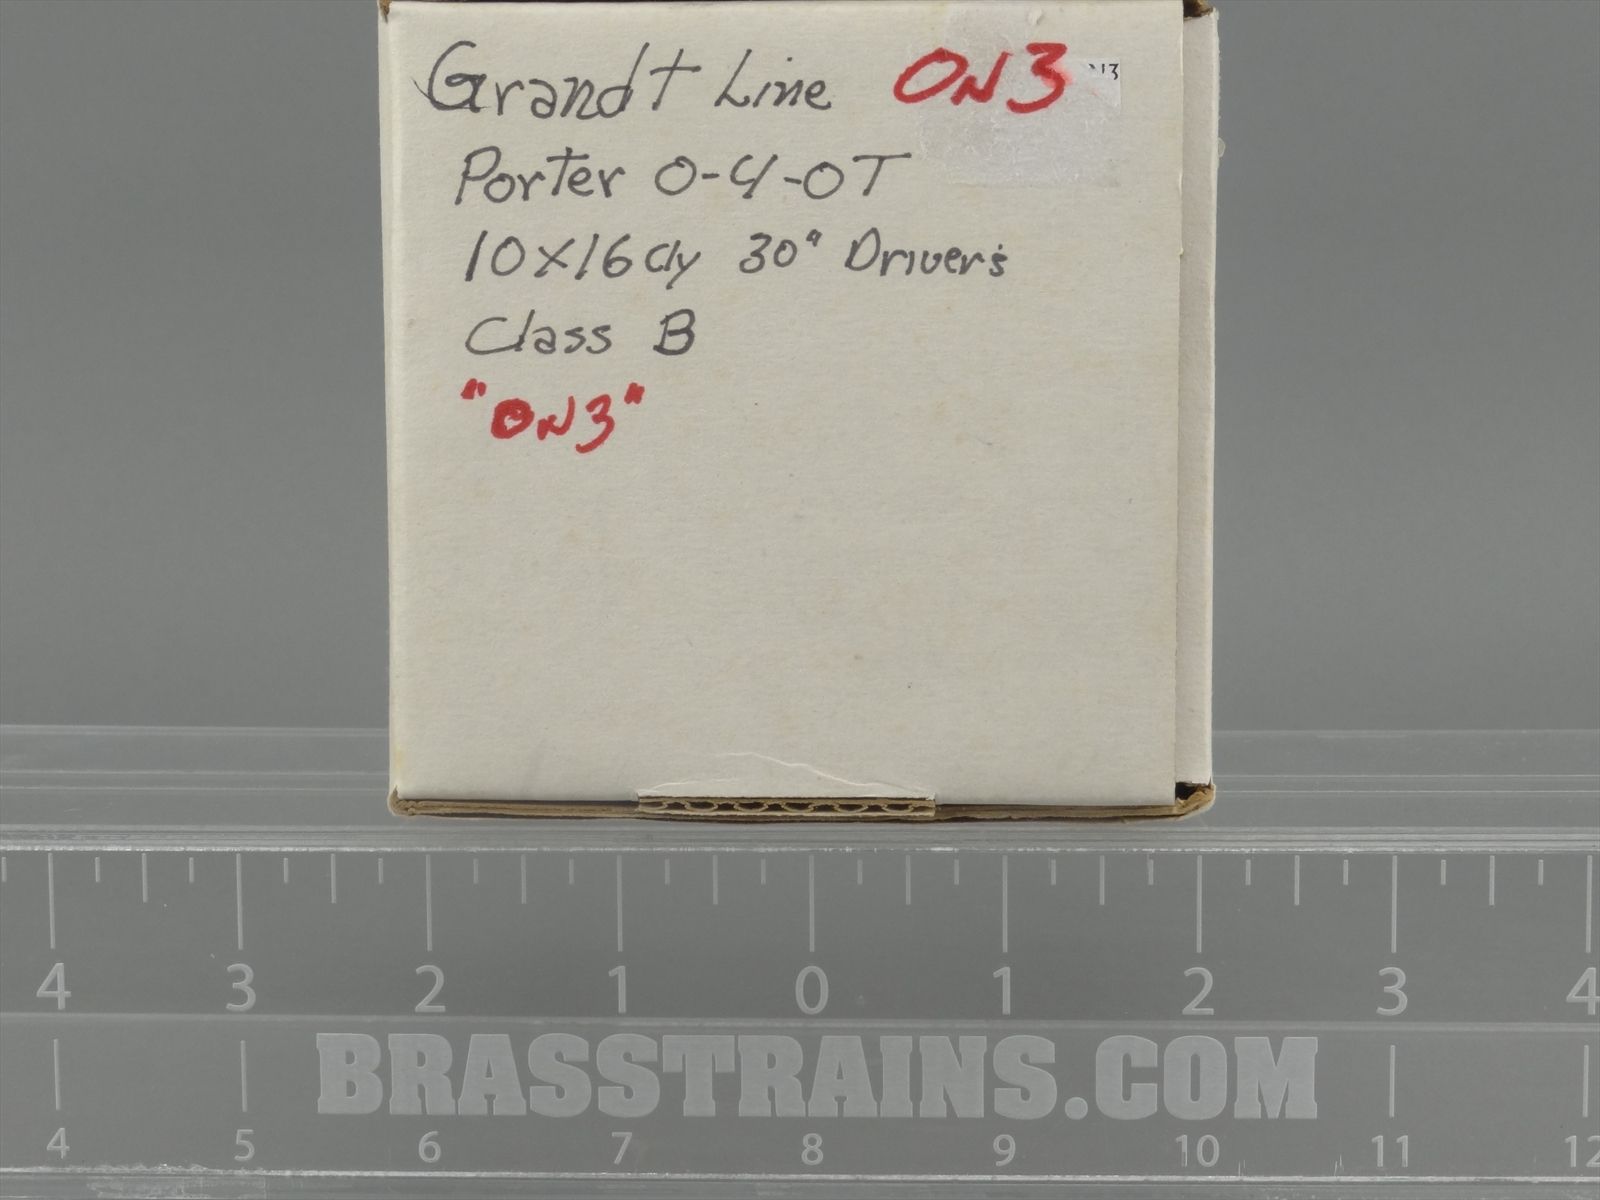 Grandt Line ON3
N3
Porter 0-4-0T
10x16 Cly 30" Drivers
Class B
"ON3"
4 3 2 1 0 1 2 3 4
BRASSTRAINS.COM
4 5 6 7 8 9 10 11 12